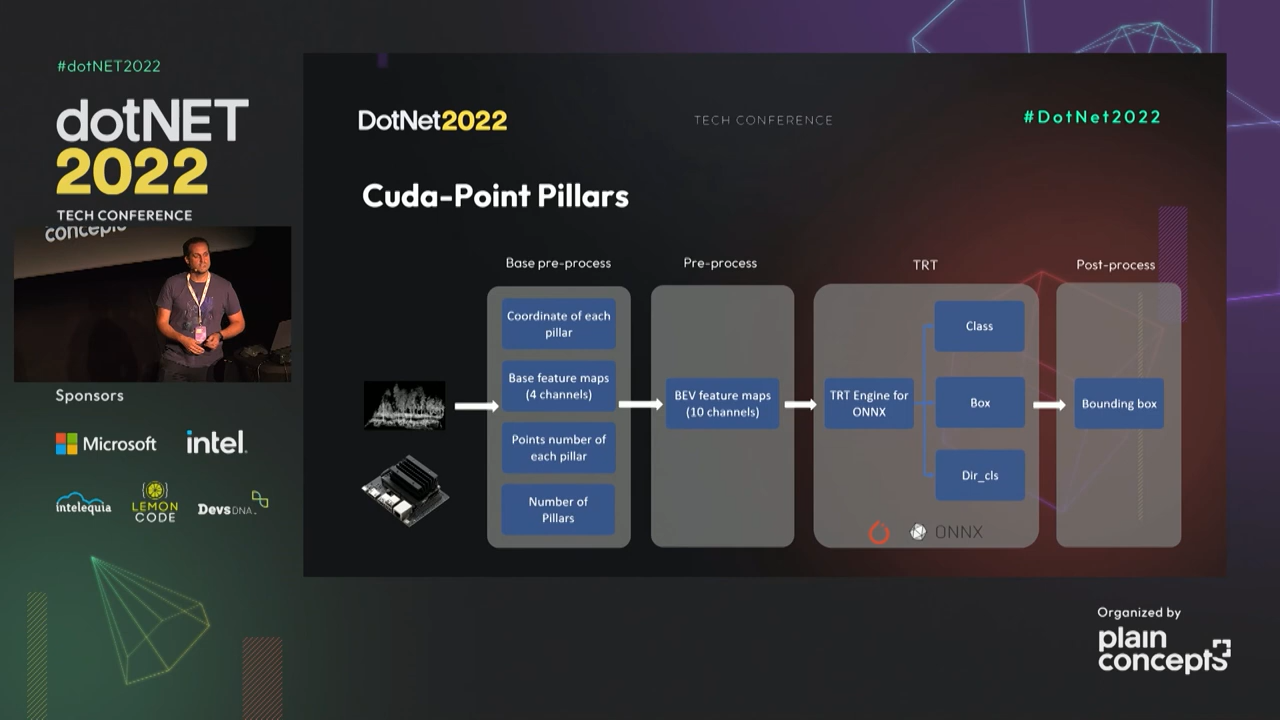 #dotNET2022
dotNET
2022
TECH CONFERENCE
concepts
Sponsors
Microsoft
intel.
intelequia
LEMON
CODE
DevsDNA
DotNet2022
TECH CONFERENCE
#DotNet2022
Cuda-Point Pillars
Base pre-process
Pre-process
TRT
Post-process
Coordinate of each
pillar
Base feature maps
(4 channels)
Points number of
each pillar
Number of
Pillars
BEV feature maps
(10 channels)
TRT Engine for
ONNX
Class
Box
Dir_cls
ONNX
Bounding box
Organized by
plain
concepts